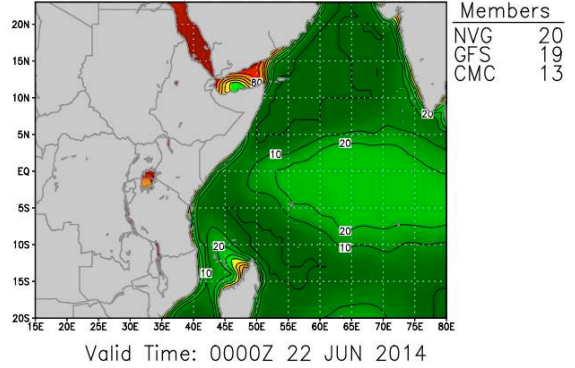 Members
NVG 20
GFS 19
CMC 13
20N
15N
10N
5N
EQ
5S
10S
15S
20S
80
20
20
10
20
10
20
10
15E 20E 25E 30E 35E 40E 45E 50E 55E 60E 65E 70E 75E 80E
Valid Time: 0000Z 22 JUN 2014